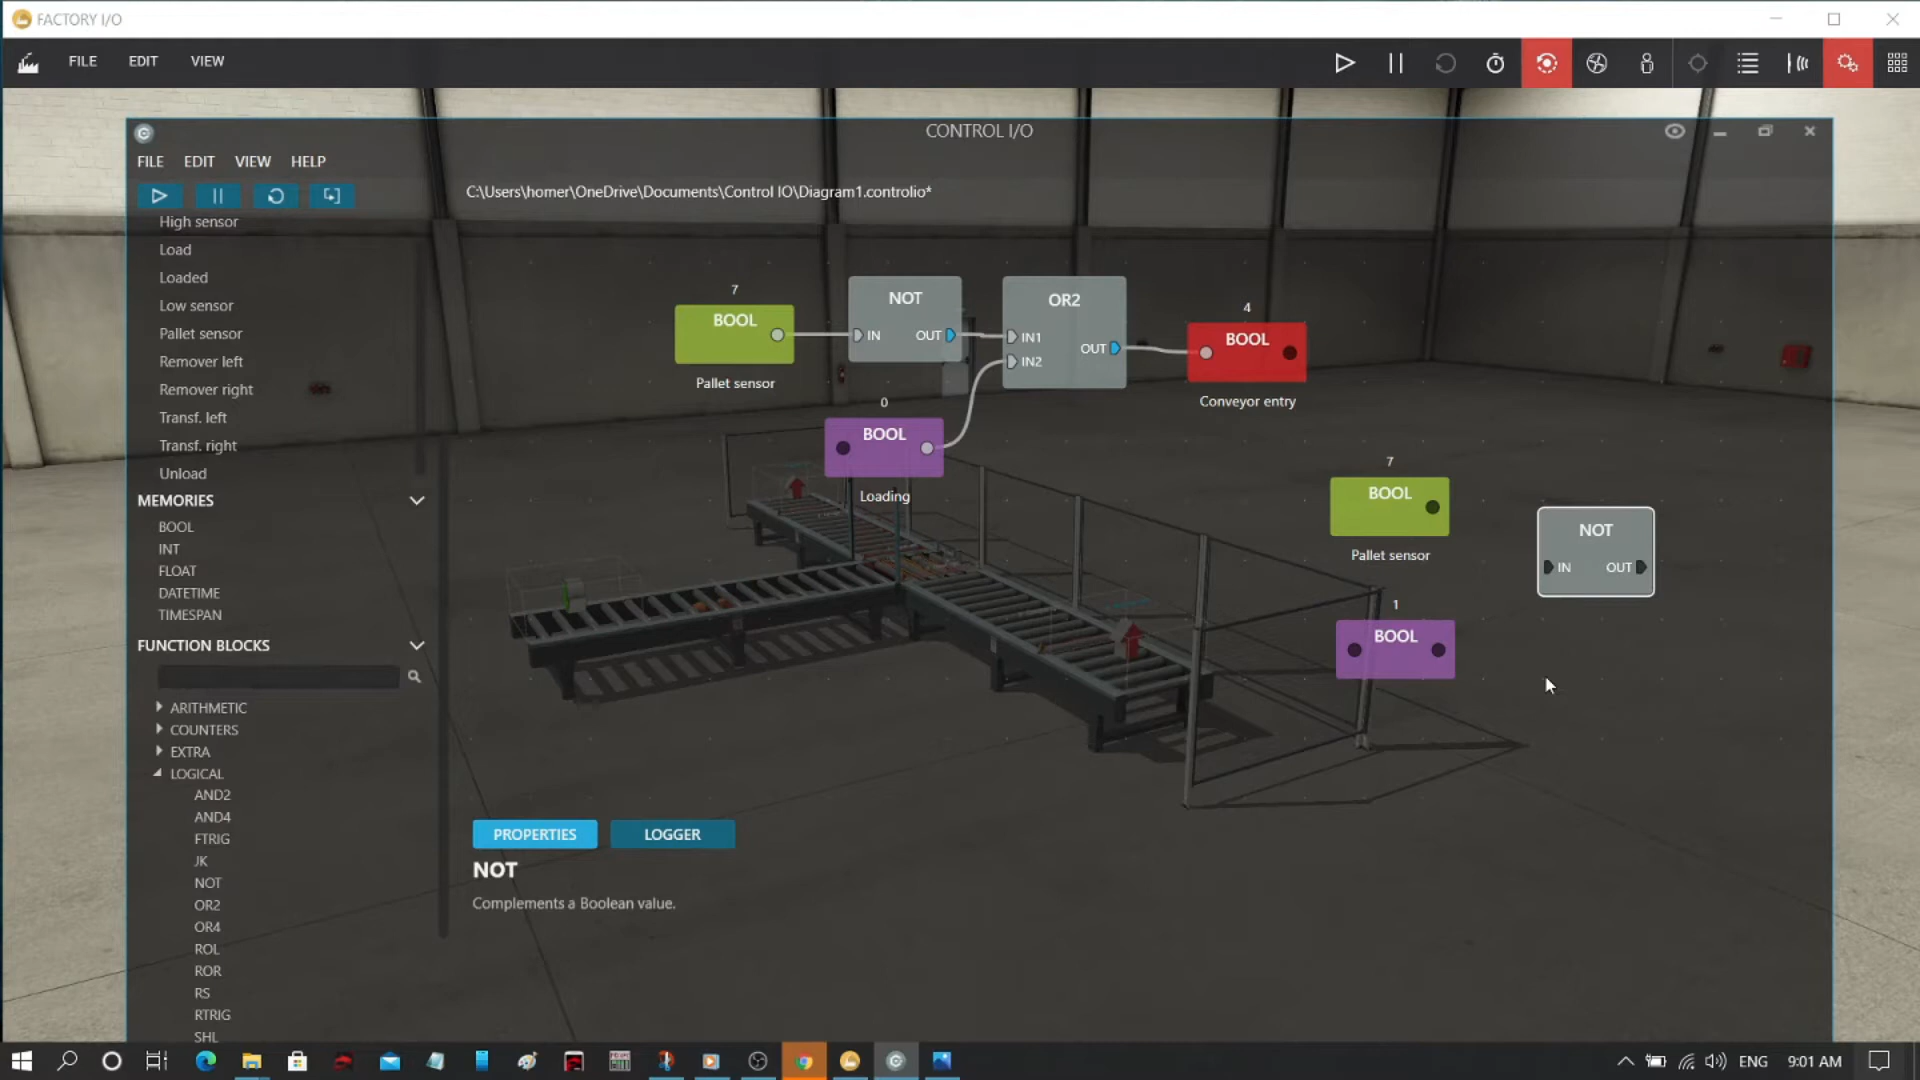 FACTORY I/O
FILE EDIT VIEW
CONTROL I/O
FILE EDIT VIEW HELP
C:\Users\homer\OneDrive\Documents\Control IO\Diagram1.controlio*
High sensor
Load
Loaded
Low sensor
Pallet sensor
Remover left
Remover right
Transf. left
Transf. right
Unload
MEMORIES
BOOL
INT
FLOAT
DATETIME
TIMESPAN
FUNCTION BLOCKS
ARITHMETIC
COUNTERS
EXTRA
LOGICAL
AND2
AND4
FTRIG
JK
NOT
OR2
OR4
ROL
ROR
RS
RTRIG
SHL
7
BOOL
Pallet sensor
NOT
IN OUT
OR2
IN1
IN2
OUT
4
BOOL
Conveyor entry
0
BOOL
Loading
7
BOOL
Pallet sensor
NOT
IN OUT
1
BOOL
PROPERTIES LOGGER
NOT
Complements a Boolean value.
ENG 9:01 AM